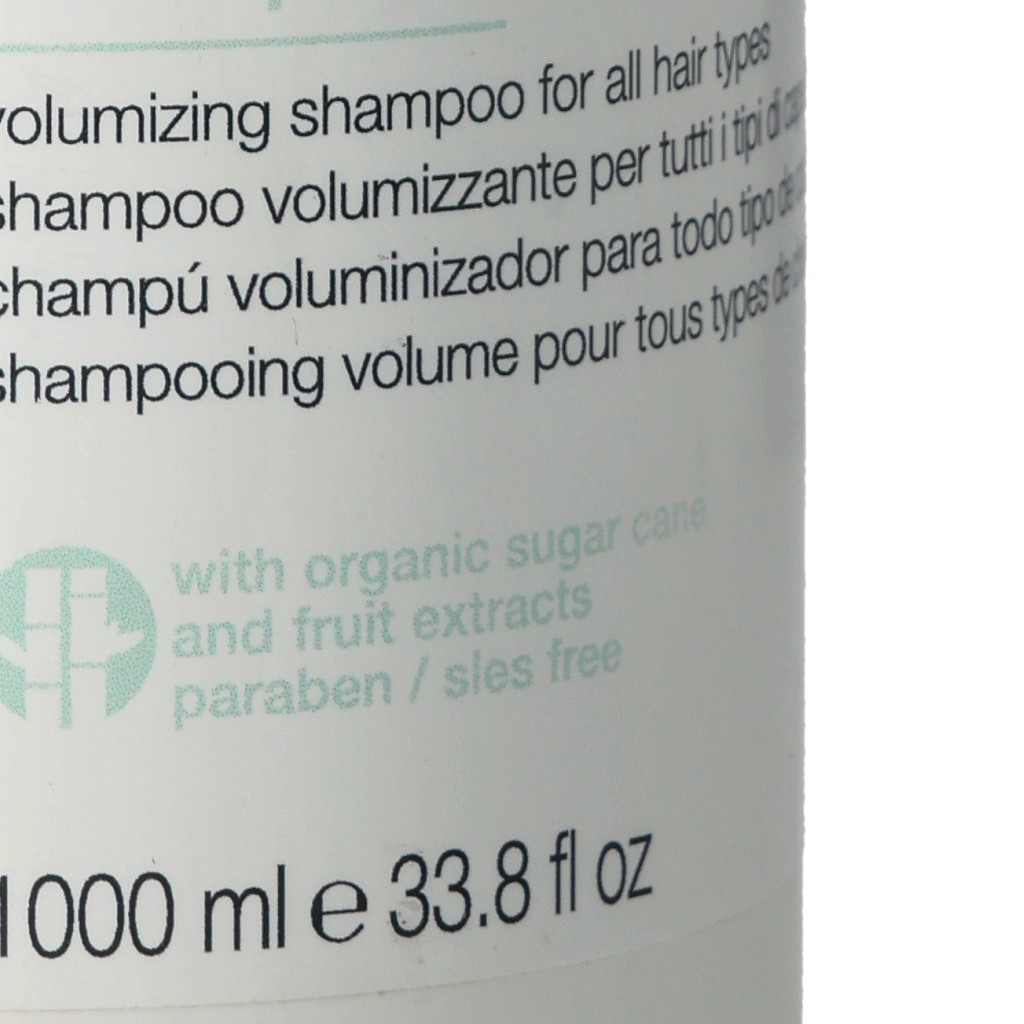 volumizing shampoo for all hair types
shampoo volumizzante per tutti i tipi di
champú voluminizador para todo tipo de
shampooing volume pour tous types de
with organic sugar cane
and fruit extracts
paraben / sles free
1000 ml e 33.8 fl oz